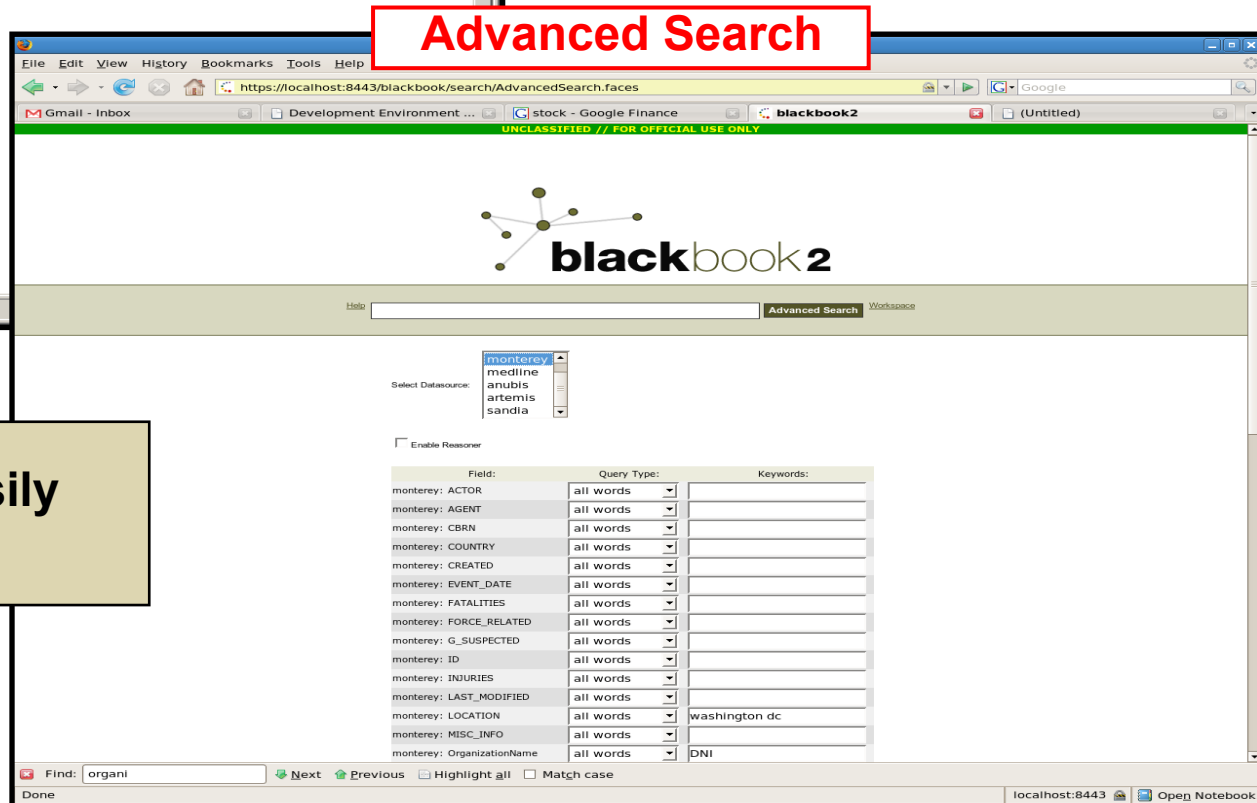 Advanced Search
File Edit View History Bookmarks Tools Help
https://localhost:8443/blackbook/search/AdvancedSearch.faces
Google
Gmail - Inbox
Development Environment ...
stock - Google Finance
blackbook2
(Untitled)
UNCLASSIFIED // FOR OFFICIAL USE ONLY
blackbook2
Help
Advanced Search
Workspace
Select Datasource:
monterey
medline
anubis
artemis
sandia
Enable Reasoner
sily
Field: Query Type: Keywords:
monterey: ACTOR all words
monterey: AGENT all words
monterey: CBRN all words
monterey: COUNTRY all words
monterey: CREATED all words
monterey: EVENT_DATE all words
monterey: FATALITIES all words
monterey: FORCE_RELATED all words
monterey: G_SUSPECTED all words
monterey: ID all words
monterey: INJURIES all words
monterey: LAST_MODIFIED all words
monterey: LOCATION all words washington dc
monterey: MISC_INFO all words
monterey: OrganizationName all words DNI
Find: organi Next Previous Highlight all Match case
Done localhost:8443 Open Notebook